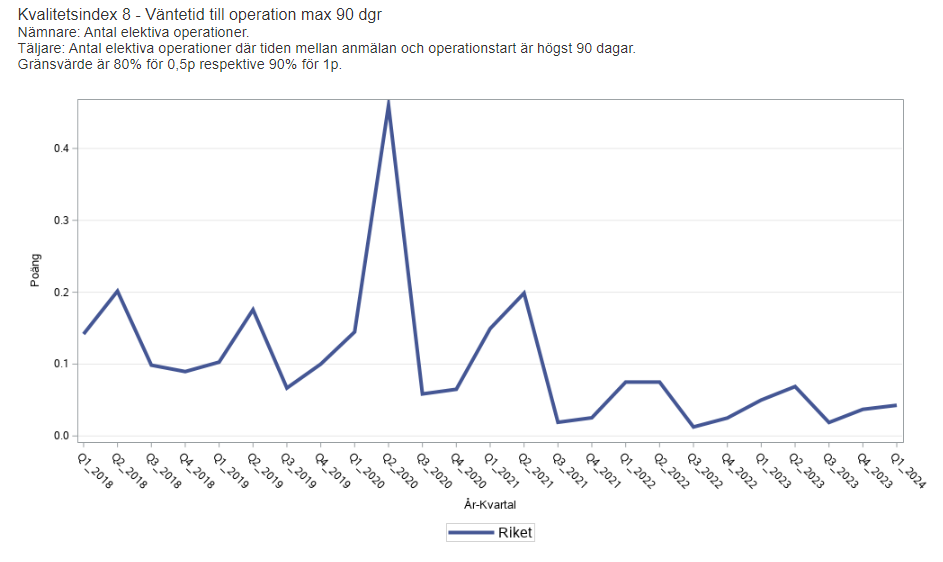 Kvalitetsindex 8 - Väntetid till operation max 90 dgr
Nämnare: Antal elektiva operationer.
Täljare: Antal elektiva operationer där tiden mellan anmälan och operationstart är högst 90 dagar.
Gränsvärde är 80% för 0,5p respektive 90% för 1p.
0.4
0.3
0.2
0.1
0.0
Poäng
Q1_2018
Q2_2018
Q3_2018
Q4_2018
Q1_2019
Q2_2019
Q3_2019
Q4_2019
Q1_2020
Q2_2020
Q3_2020
Q4_2020
Q1_2021
Q2_2021
Q3_2021
Q4_2021
Q1_2022
Q2_2022
Q3_2022
Q4_2022
Q1_2023
Q2_2023
Q3_2023
Q4_2023
Q1_2024
År-Kvartal
Riket